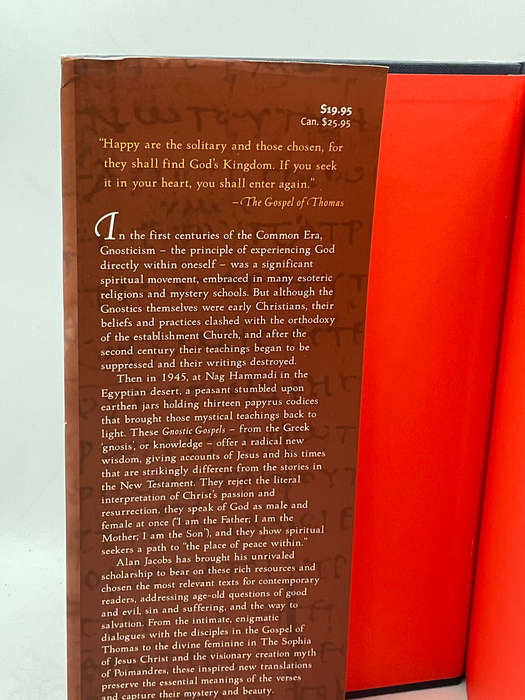 $19.95
Can. $25.95
"Happy are the solitary and those chosen, for
they shall find God's Kingdom. If you seek
it in your heart, you shall enter again."
– The Gospel of Thomas
In the first centuries of the Common Era,
Gnosticism – the principle of experiencing God
directly within oneself – was a significant
spiritual movement, embraced in many esoteric
religions and mystery schools. But although the
Gnostics themselves were early Christians, their
beliefs and practices clashed with the orthodoxy
of the establishment Church, and after the
second century their teachings began to be
suppressed and their writings destroyed.
Then in 1945, at Nag Hammadi in the
Egyptian desert, a peasant stumbled upon
earthen jars holding thirteen papyrus codices
that brought those mystical teachings back to
light. These Gnostic Gospels – from the Greek
'gnosis', or knowledge – offer a radical new
wisdom, giving accounts of Jesus and his times
that are strikingly different from the stories in
the New Testament. They reject the literal
interpretation of Christ's passion and
resurrection, they speak of God as male and
female at once ('I am the Father; I am the
Mother; I am the Son'), and they show spiritual
seekers a path to "the place of peace within."
Alan Jacobs has brought his unrivaled
scholarship to bear on these rich resources and
chosen the most relevant texts for contemporary
readers, addressing age-old questions of good
and evil, sin and suffering, and the way to
salvation. From the intimate, enigmatic
dialogues with the disciples in the Gospel of
Thomas to the divine feminine in The Sophia
of Jesus Christ and the visionary creation myth
of Poimandres, these inspired new translations
preserve the essential meanings of the verses
and capture their mystery and beauty.